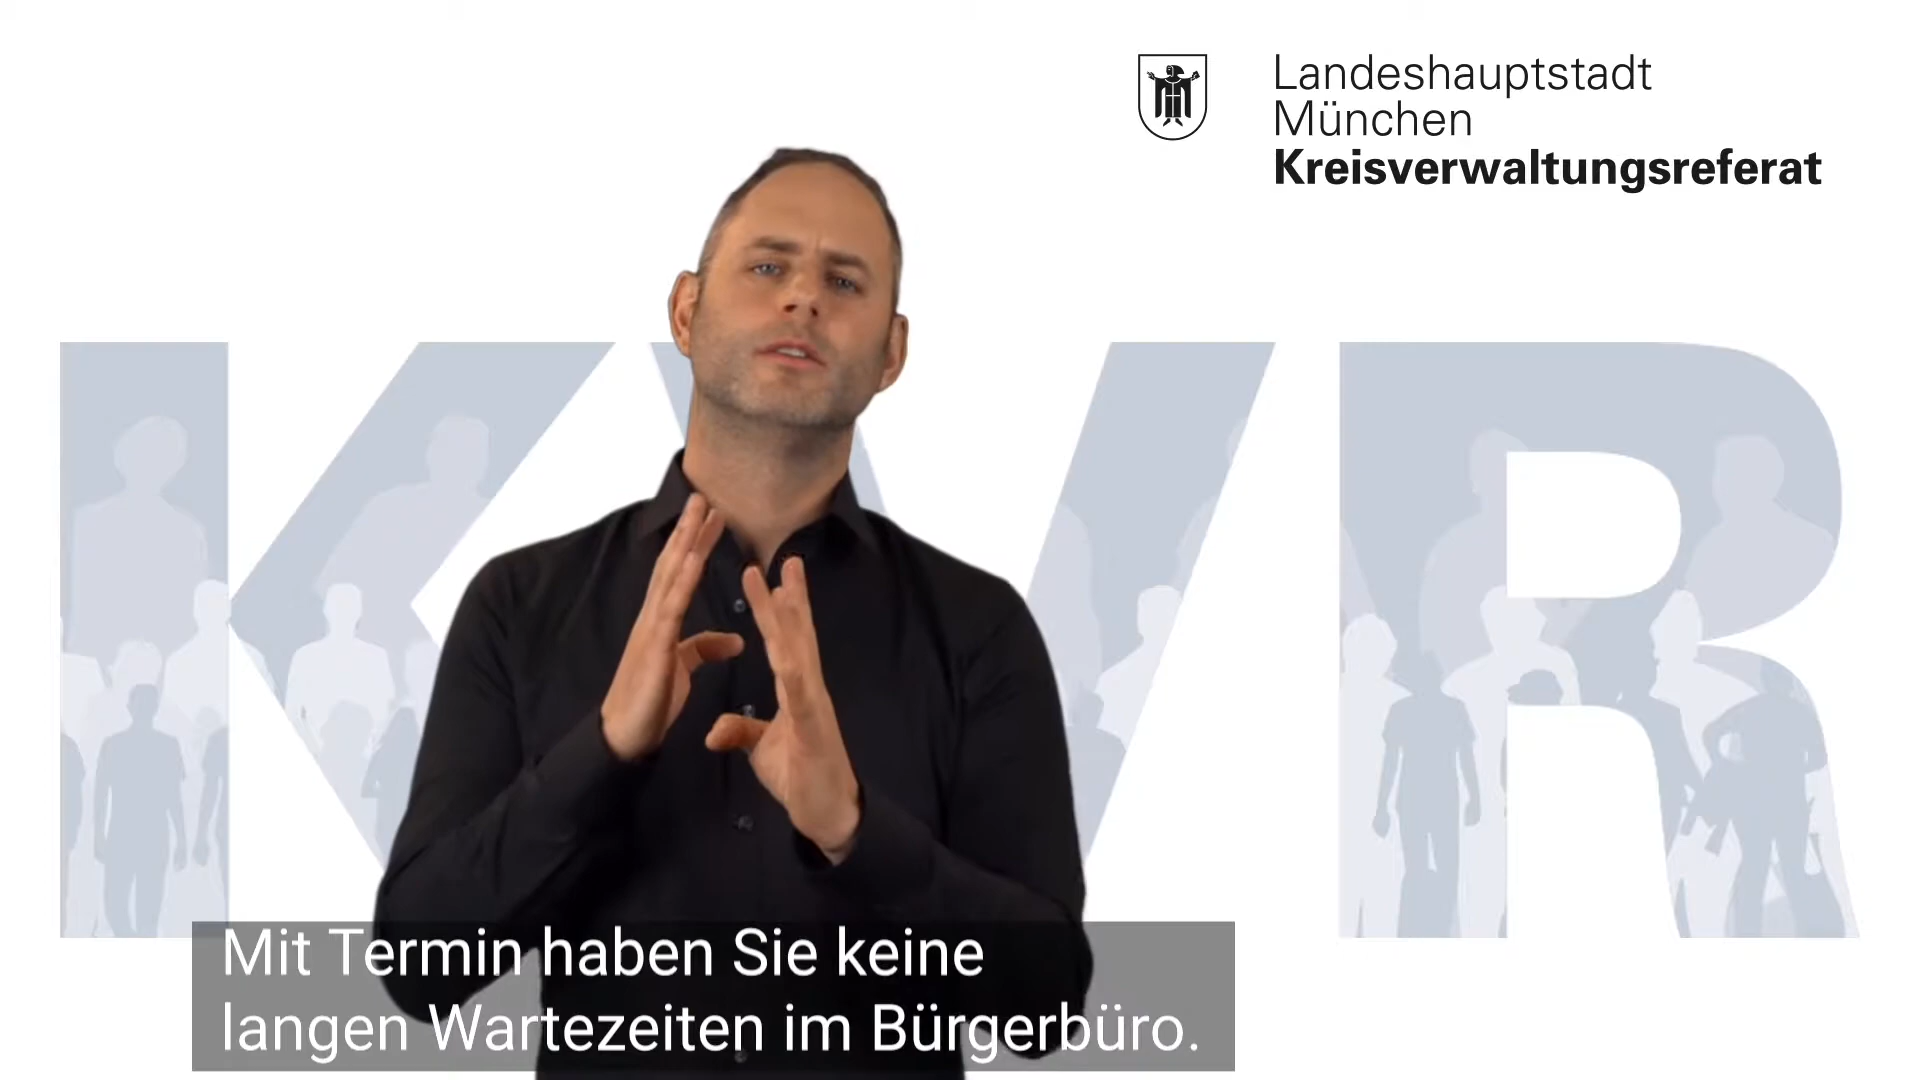 Landeshauptstadt
München
Kreisverwaltungsreferat
KVR
Mit Termin haben Sie keine
langen Wartezeiten im Bürgerbüro.